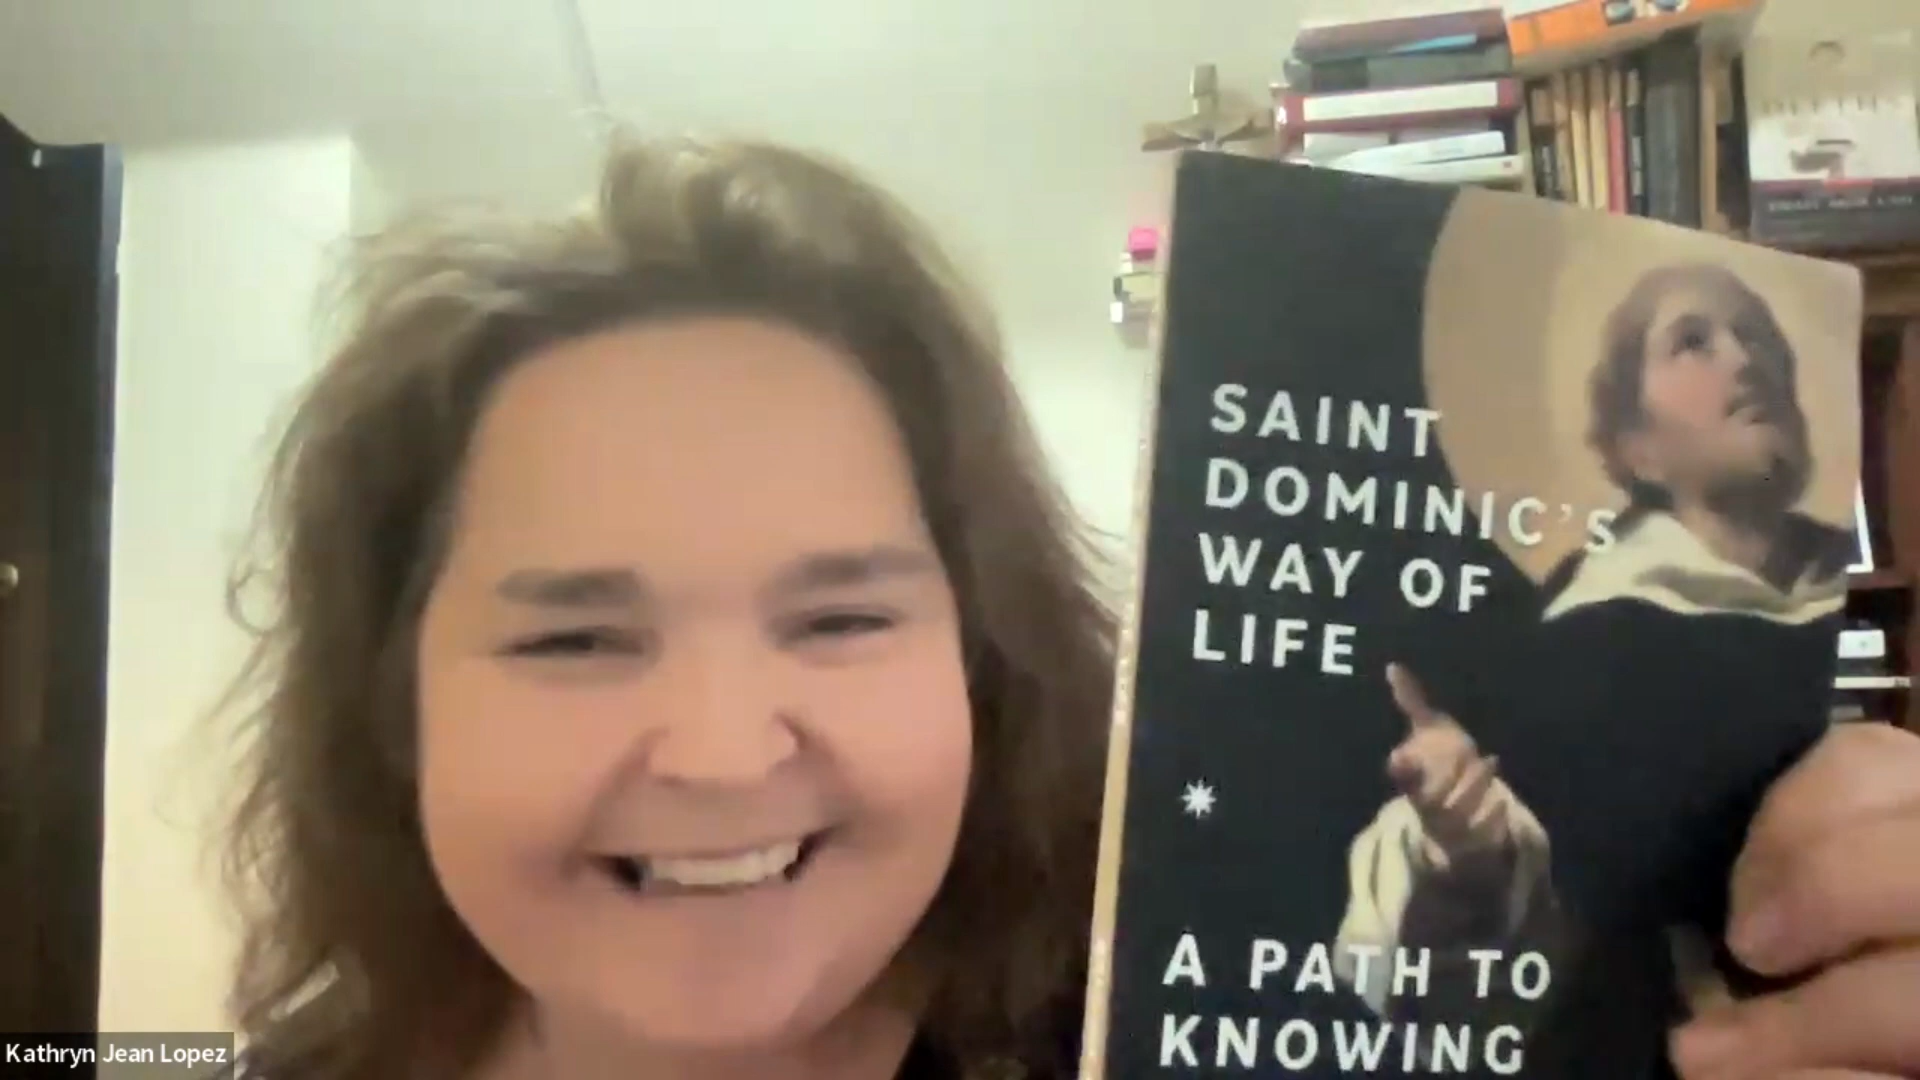 SAINT
DOMINIC'S
WAY OF
LIFE
A PATH TO
KNOWING
Kathryn Jean Lopez